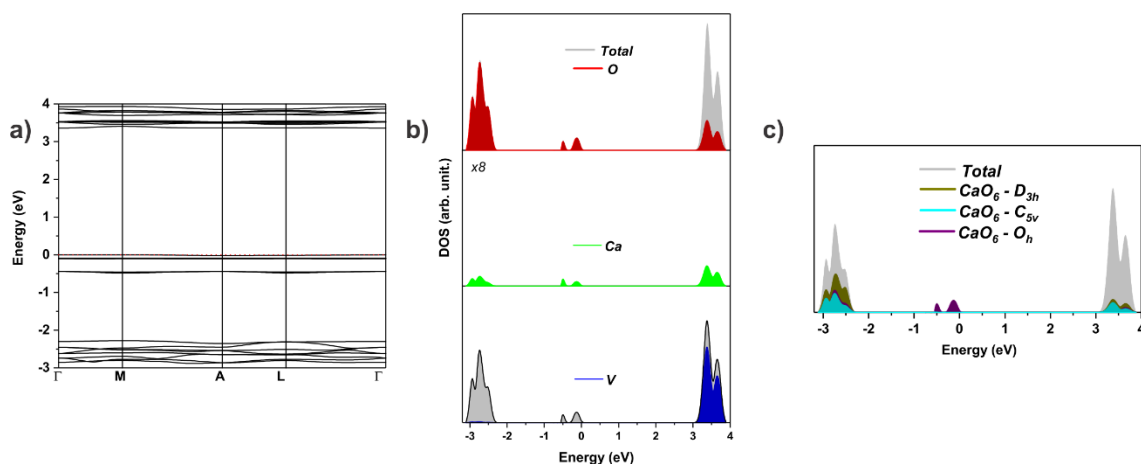 a)
Energy (eV)
4
3
2
1
0
-1
-2
-3
Γ M A L Γ
b)
DOS (arb. unit.)
Total
O
x8
Ca
V
-3 -2 -1 0 1 2 3 4
Energy (eV)
c)
Total
CaO6 - D3h
CaO6 - C5v
CaO6 - Oh
-3 -2 -1 0 1 2 3 4
Energy (eV)